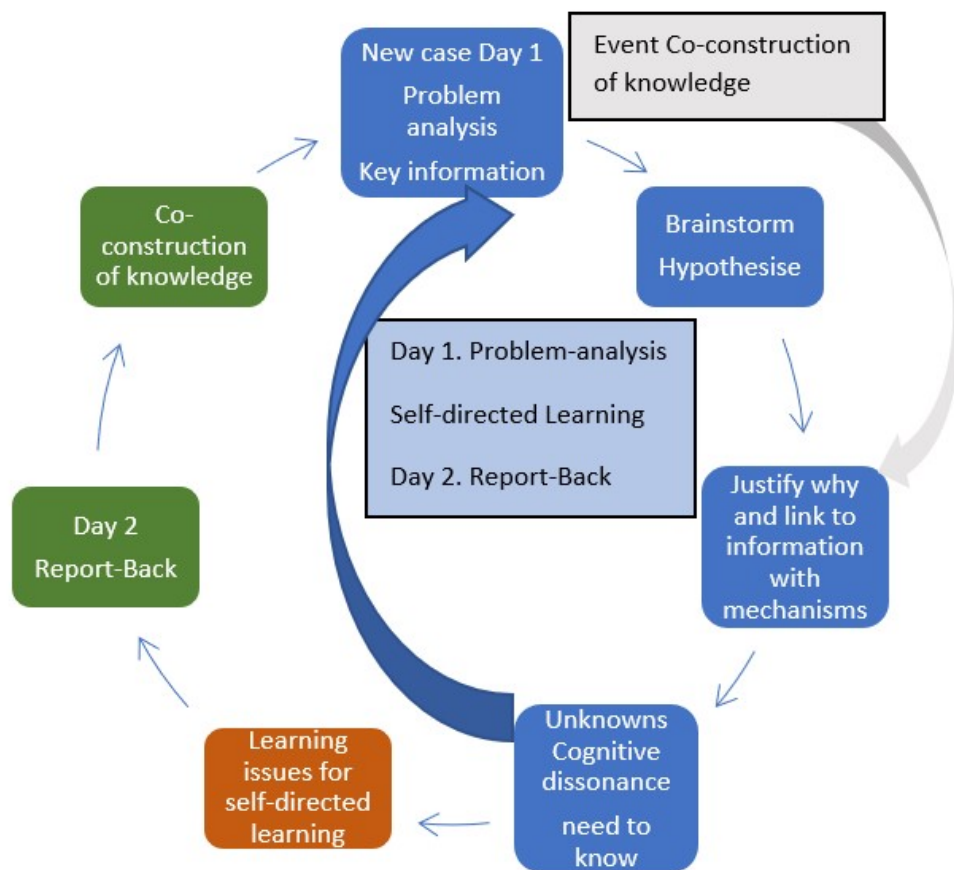 New case Day 1
Problem
analysis
Key information
Event Co-construction
of knowledge
Brainstorm
Hypothesise
Justify why
and link to
information
with
mechanisms
Unknowns
Cognitive
dissonance
need to
know
Learning
issues for
self-directed
learning
Day 2
Report-Back
Co-
construction
of knowledge
Day 1. Problem-analysis
Self-directed Learning
Day 2. Report-Back